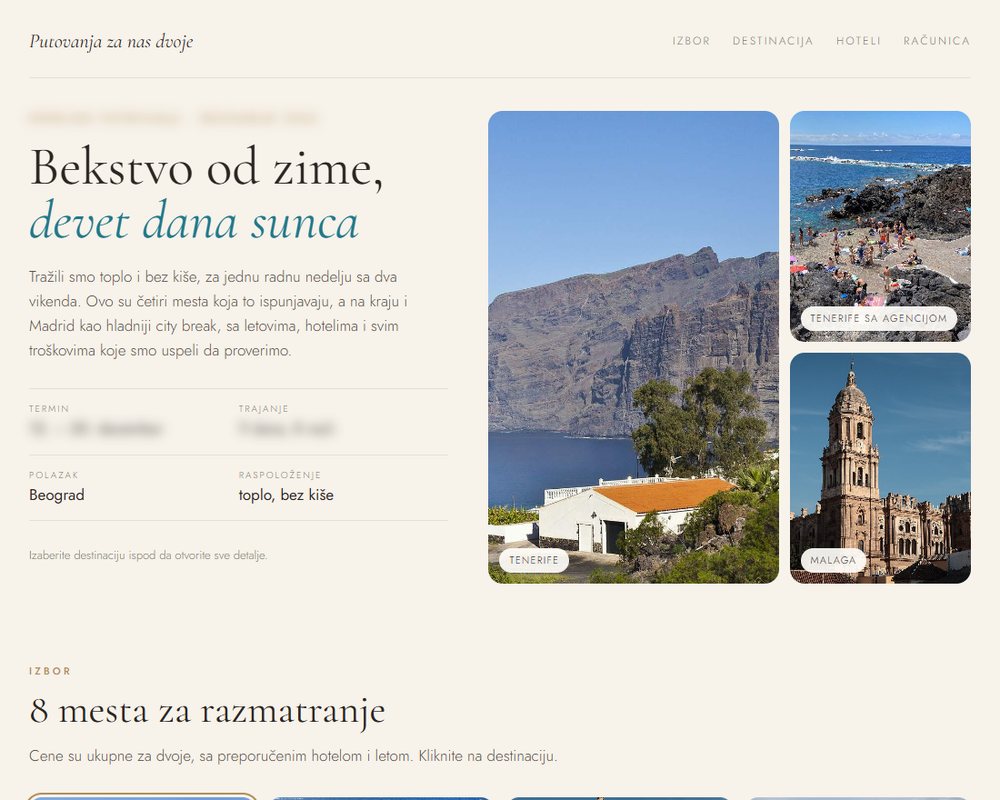 Putovanja za nas dvoje
IZBOR
DESTINACIJA
HOTELI
RAČUNICA
Bekstvo od zime,
devet dana sunca
Tražili smo toplo i bez kiše, za jednu radnu nedelju sa dva
vikenda. Ovo su četiri mesta koja to ispunjavaju, a na kraju i
Madrid kao hladniji city break, sa letovima, hotelima i svim
troškovima koje smo uspeli da proverimo.
TERMIN
TRAJANJE
POLAZAK
RASPOLOŽENJE
Beograd
toplo, bez kiše
Izaberite destinaciju ispod da otvorite sve detalje.
TENERIFE
TENERIFE SA AGENCIJOM
MALAGA
IZBOR
8 mesta za razmatranje
Cene su ukupne za dvoje, sa preporučenim hotelom i letom. Kliknite na destinaciju.